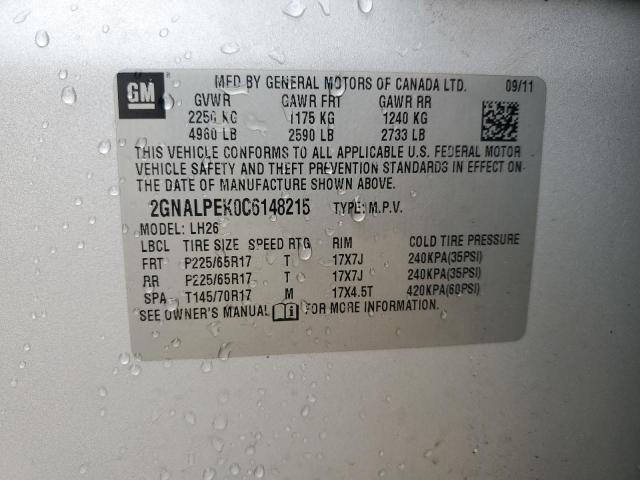 GM
MFD BY GENERAL MOTORS OF CANADA LTD. 09/11
GVWR GAWR FRT GAWR RR
2250 KG 1175 KG 1240 KG
4960 LB 2590 LB 2733 LB
THIS VEHICLE CONFORMS TO ALL APPLICABLE U.S. FEDERAL MOTOR
VEHICLE SAFETY AND THEFT PREVENTION STANDARDS IN EFFECT ON
THE DATE OF MANUFACTURE SHOWN ABOVE.
2GNALPEK0C6148215 TYPE: M.P.V.
MODEL: LH26
LBCL TIRE SIZE SPEED RTG RIM COLD TIRE PRESSURE
FRT P225/65R17 T 17X7J 240KPA(35PSI)
RR P225/65R17 T 17X7J 240KPA(35PSI)
SPA T145/70R17 M 17X4.5T 420KPA(60PSI)
SEE OWNER'S MANUAL FOR MORE INFORMATION.